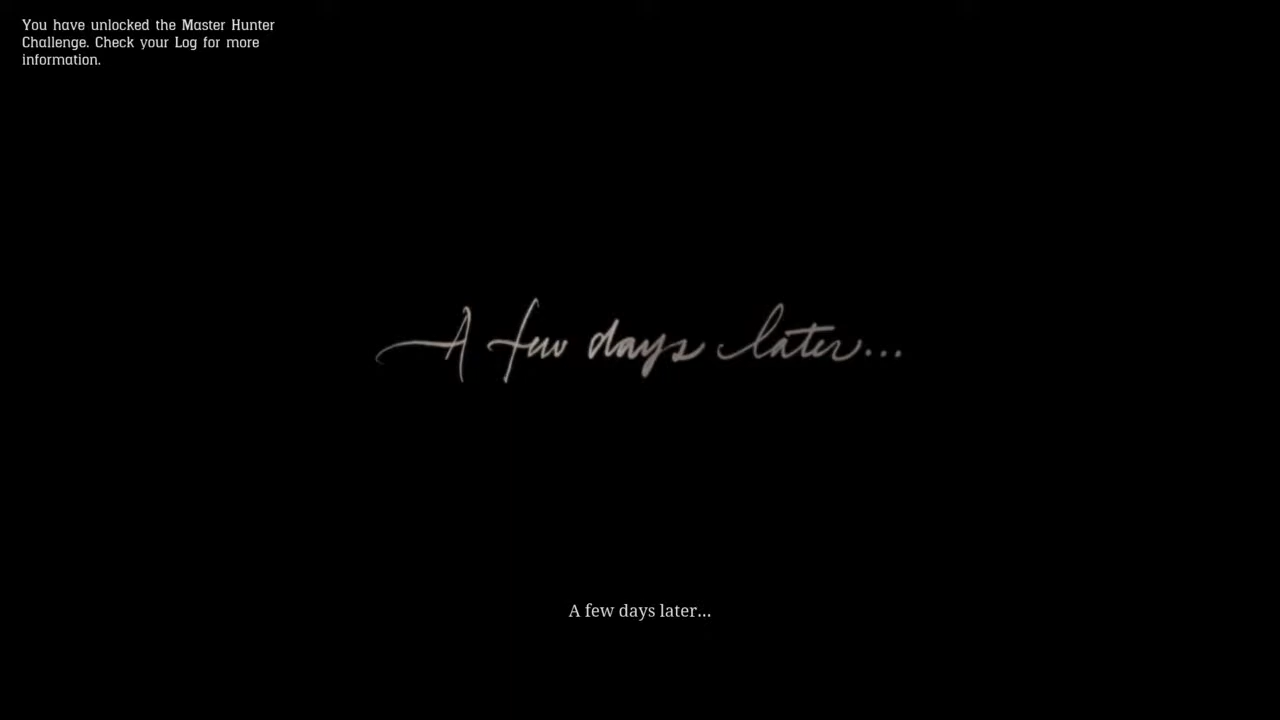 You have unlocked the Master Hunter
Challenge. Check your Log for more
information.
A few days later...
A few days later...